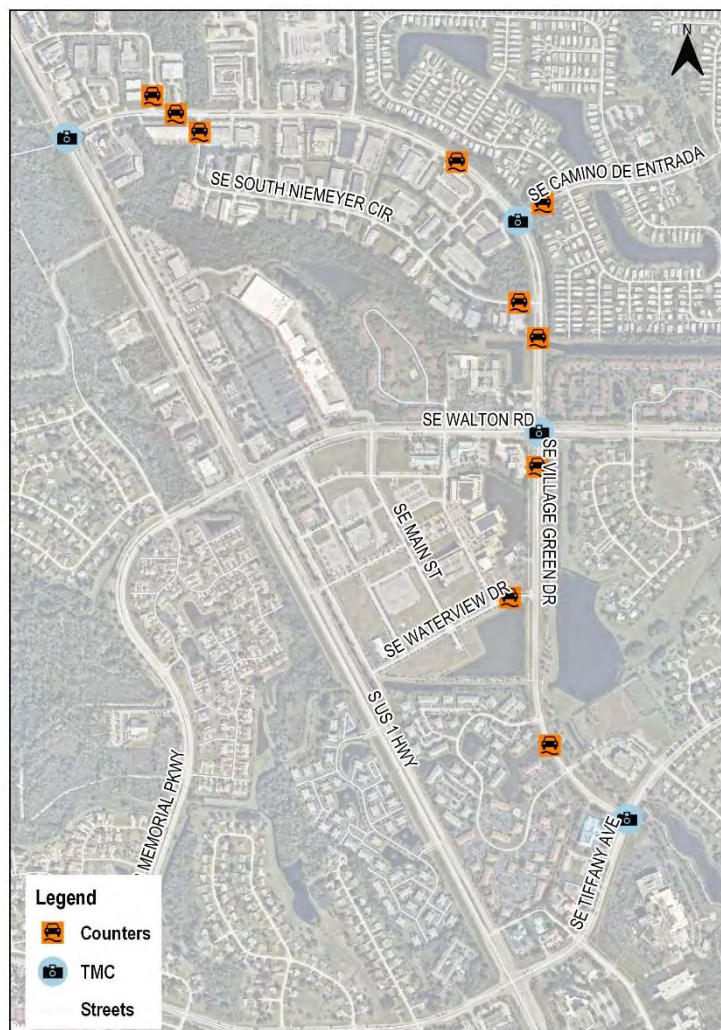 N
SE CAMINO DE ENTRADA
SE SOUTH NIEMEYER CIR
SE WALTON RD
SE VILLAGE GREEN DR
SE MAIN ST
SE WATERVIEW DR
S US 1 HWY
MEMORIAL PKWY
SE TIFFANY AVE
Legend
Counters
TMC
Streets